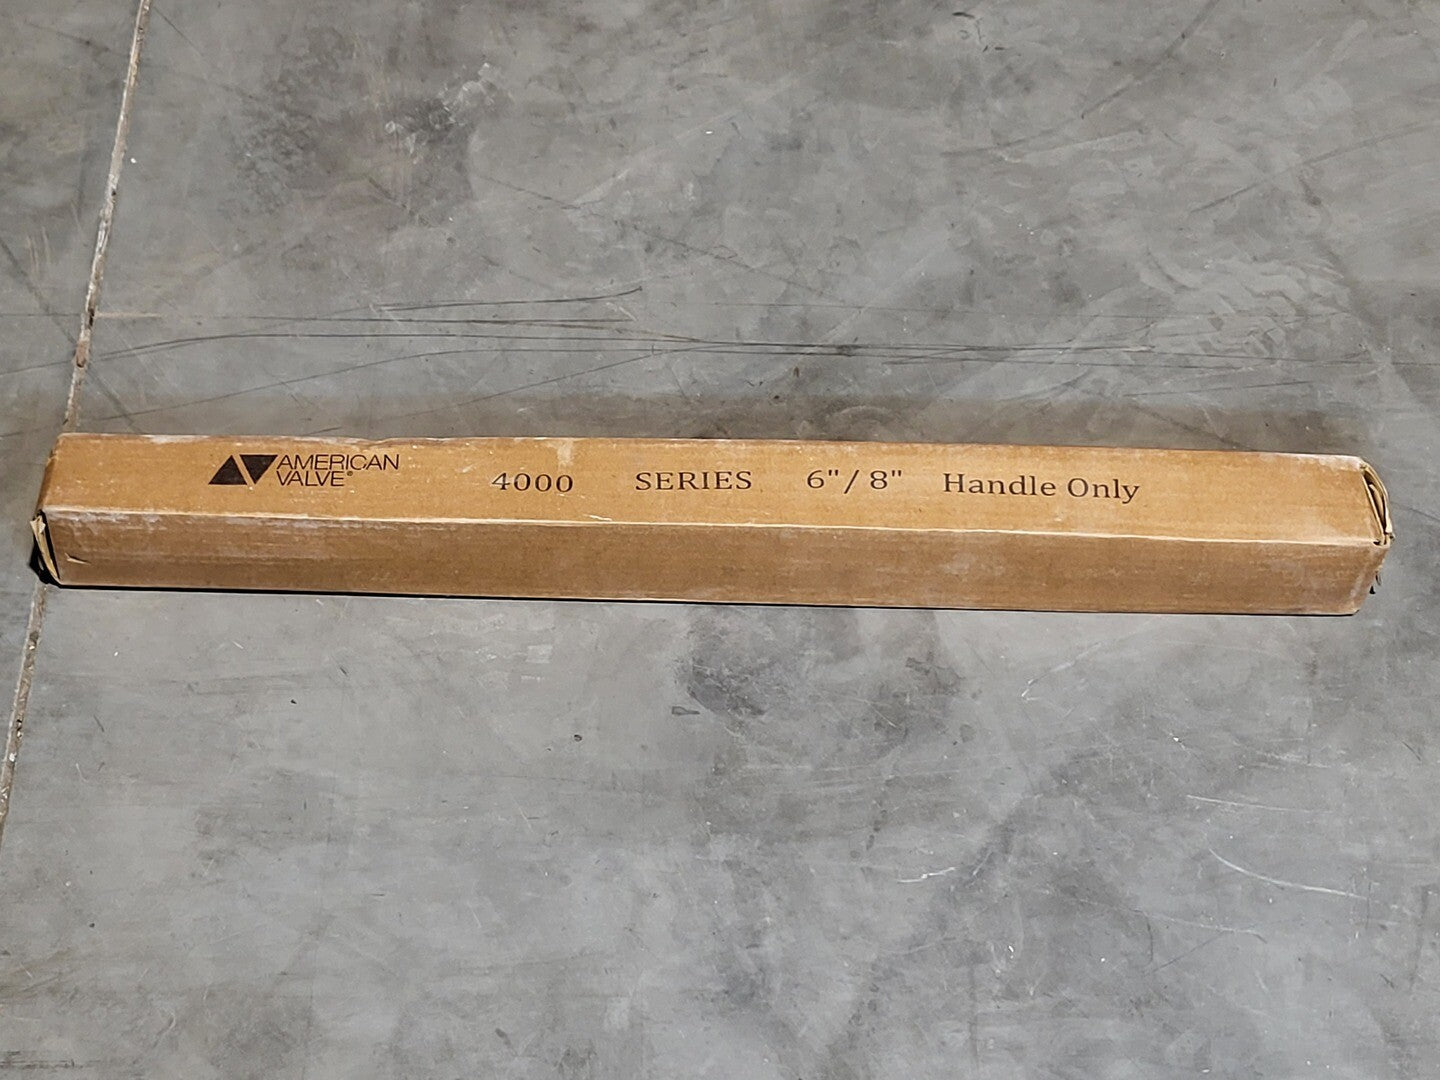 AMERICAN
VALVE®
4000 SERIES 6"/8" Handle Only